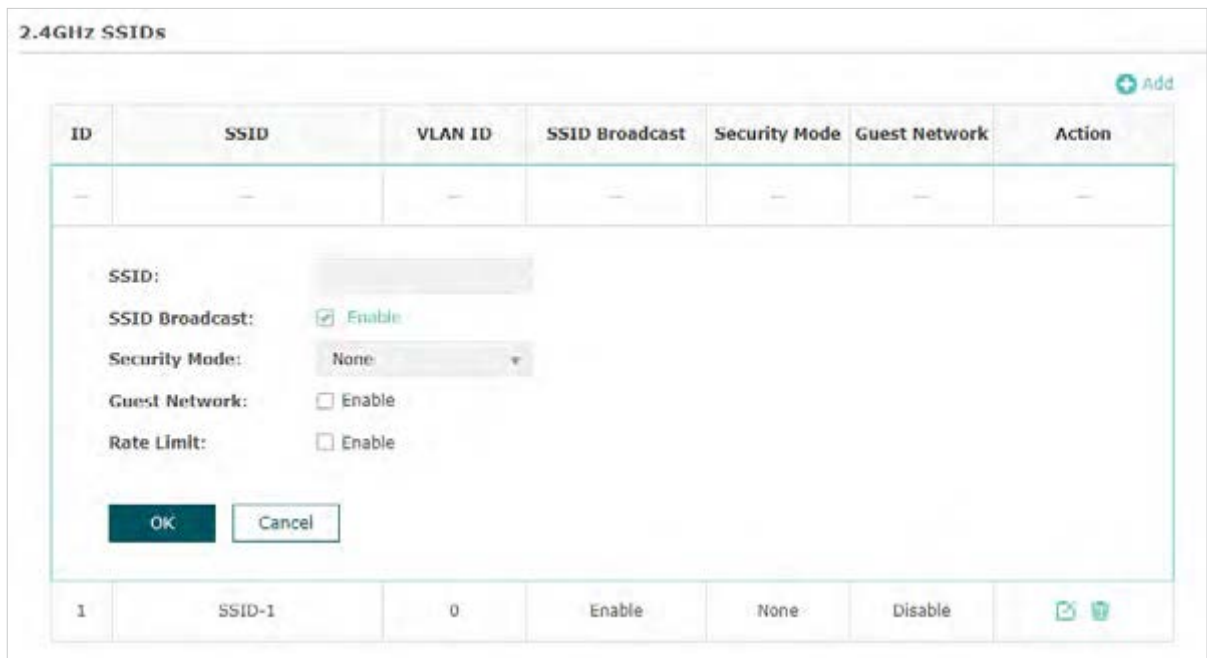 2.4GHz SSIDs
Add
ID SSID VLAN ID SSID Broadcast Security Mode Guest Network Action
--- --- --- --- --- --- ---
SSID:
SSID Broadcast: Enable
Security Mode: None
Guest Network: Enable
Rate Limit: Enable
OK Cancel
1 SSID-1 0 Enable None Disable